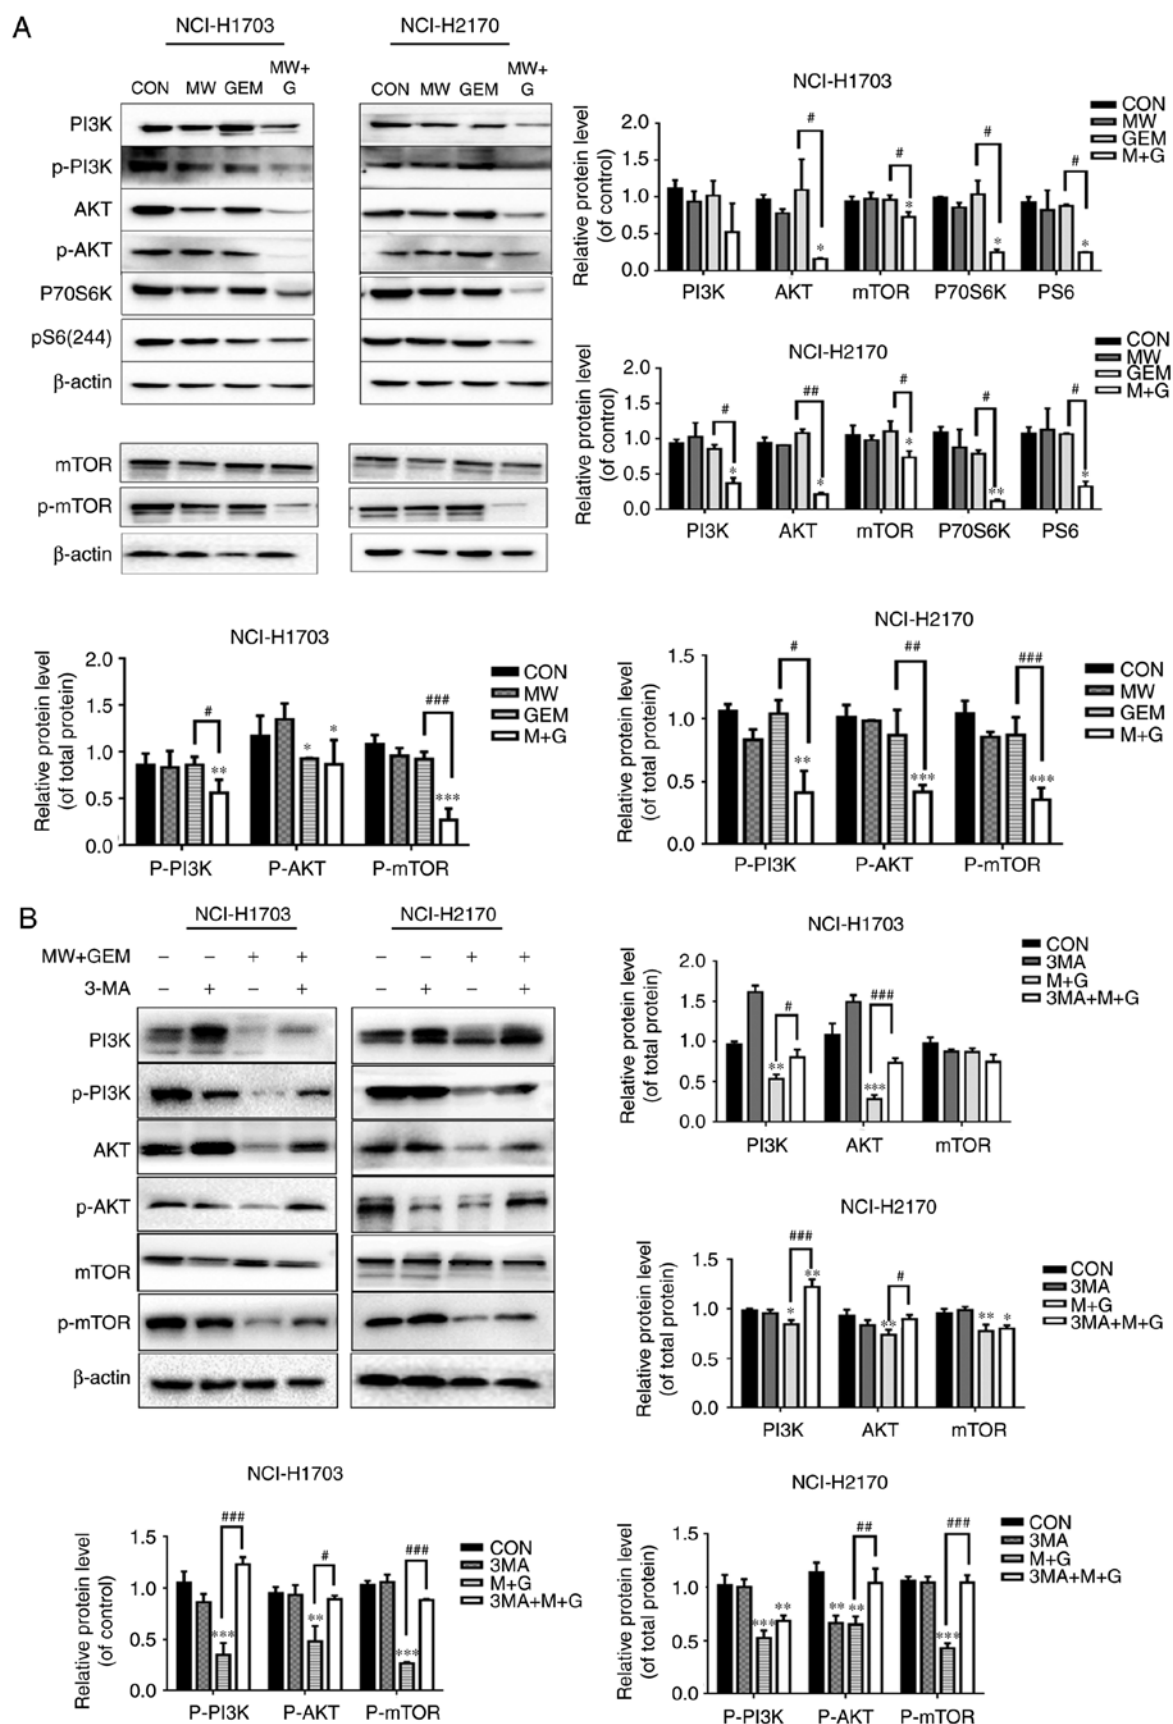 A
NCI-H1703
NCI-H2170
CON MW GEM MW+ G
CON MW GEM MW+ G
PI3K
p-PI3K
AKT
p-AKT
P70S6K
pS6(244)
β-actin
mTOR
p-mTOR
β-actin
NCI-H1703
CON
MW
GEM
M+G
Relative protein level
(of control)
2.0
1.5
1.0
0.5
0.0
# # # #
* * * *
PI3K AKT mTOR P70S6K PS6
NCI-H2170
CON
MW
GEM
M+G
Relative protein level
(of control)
2.0
1.5
1.0
0.5
0.0
# ## # # #
* * * ** *
PI3K AKT mTOR P70S6K PS6
NCI-H1703
CON
MW
GEM
M+G
Relative protein level
(of total protein)
2.0
1.5
1.0
0.5
0.0
# ###
** * * ***
P-PI3K P-AKT P-mTOR
NCI-H2170
CON
MW
GEM
M+G
Relative protein level
(of total protein)
1.5
1.0
0.5
0.0
# ## ###
** *** ***
P-PI3K P-AKT P-mTOR
B
NCI-H1703
NCI-H2170
MW+GEM − − + + − − + +
3-MA − + − + − + − +
PI3K
p-PI3K
AKT
p-AKT
mTOR
p-mTOR
β-actin
NCI-H1703
CON
3MA
M+G
3MA+M+G
Relative protein level
(of total protein)
2.0
1.5
1.0
0.5
0.0
# ###
** ***
PI3K AKT mTOR
NCI-H2170
CON
3MA
M+G
3MA+M+G
Relative protein level
(of total protein)
1.5
1.0
0.5
0.0
### #
* ** ** ** *
PI3K AKT mTOR
NCI-H1703
CON
3MA
M+G
3MA+M+G
Relative protein level
(of control)
1.5
1.0
0.5
0.0
### # ###
*** ** ***
P-PI3K P-AKT P-mTOR
NCI-H2170
CON
3MA
M+G
3MA+M+G
Relative protein level
(of total protein)
1.5
1.0
0.5
0.0
## ###
*** ** ** ** ***
P-PI3K P-AKT P-mTOR